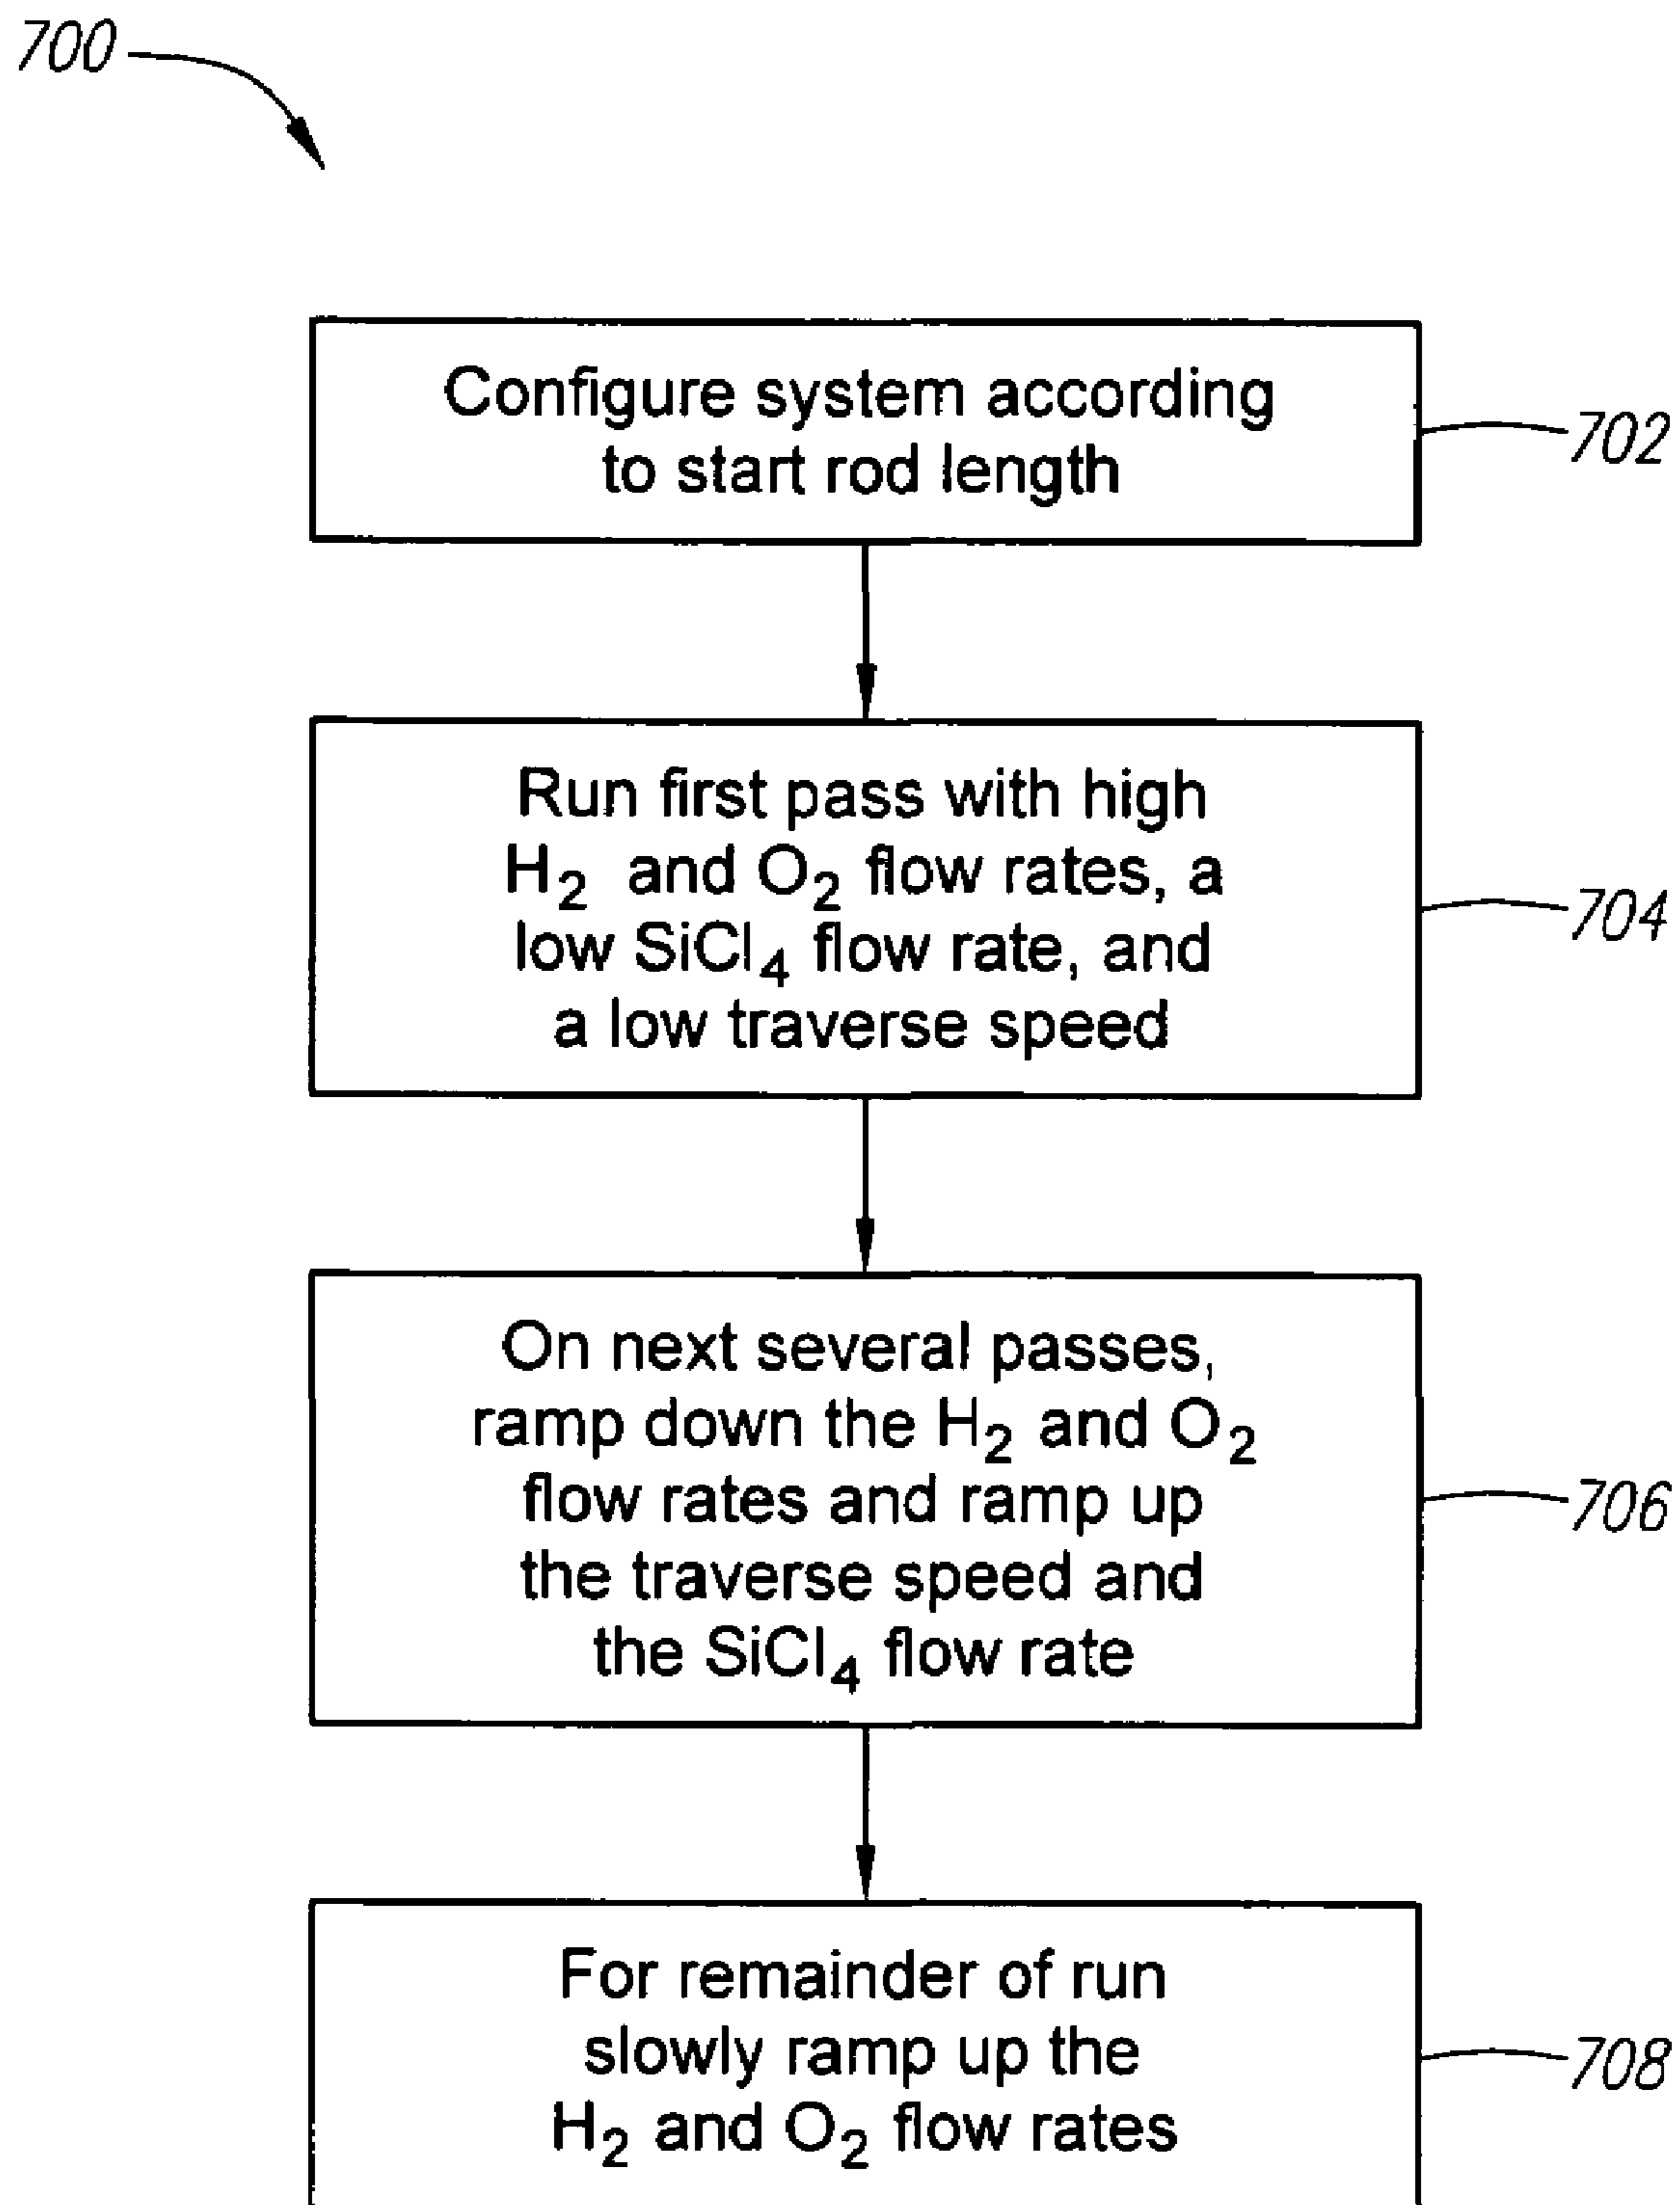 700
Configure system according
to start rod length
702
Run first pass with high
H₂ and O₂ flow rates, a
low SiCl₄ flow rate, and
a low traverse speed
704
On next several passes,
ramp down the H₂ and O₂
flow rates and ramp up
the traverse speed and
the SiCl₄ flow rate
706
For remainder of run
slowly ramp up the
H₂ and O₂ flow rates
708